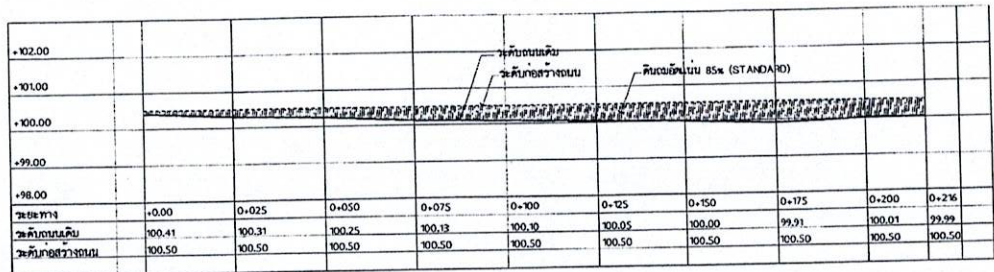 +102.00
ระดับถนนเดิม
ระดับก่อสร้างถนน
ดินถมอัดแน่น 85% (STANDARD)
+101.00
+100.00
+99.00
+98.00
ระยะทาง +0.00 0+025 0+050 0+075 0+100 0+125 0+150 0+175 0+200 0+216
ระดับถนนเดิม 100.41 100.31 100.25 100.13 100.10 100.05 100.00 99.91 100.01 99.99
ระดับก่อสร้างถนน 100.50 100.50 100.50 100.50 100.50 100.50 100.50 100.50 100.50 100.50